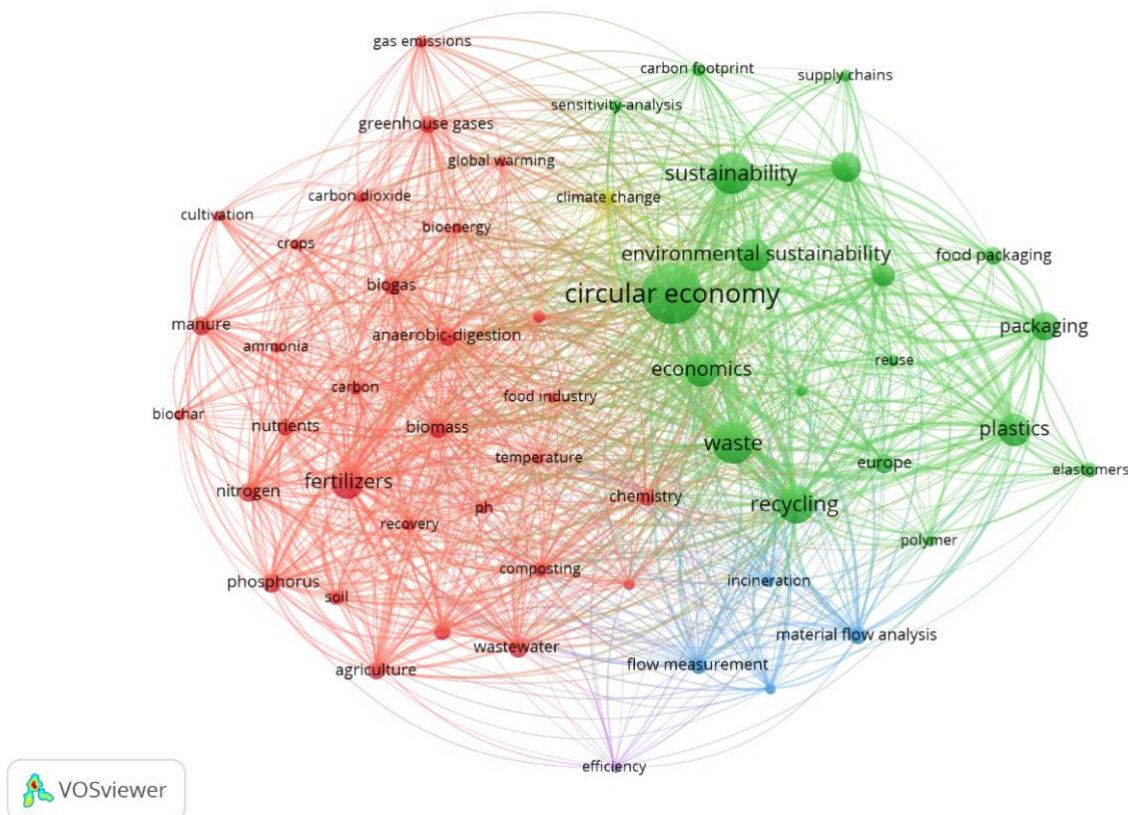 gas emissions
carbon footprint
supply chains
sensitivity-analysis
greenhouse gases
global warming
sustainability
carbon dioxide
climate change
cultivation
bioenergy
crops
environmental sustainability
food packaging
biogas
circular economy
manure
anaerobic-digestion
packaging
ammonia
reuse
economics
carbon
food industry
biochar
nutrients
biomass
plastics
waste
temperature
europe
elastomers
fertilizers
nitrogen
chemistry
recycling
ph
recovery
polymer
composting
incineration
phosphorus
soil
material flow analysis
wastewater
flow measurement
agriculture
efficiency
VOSviewer